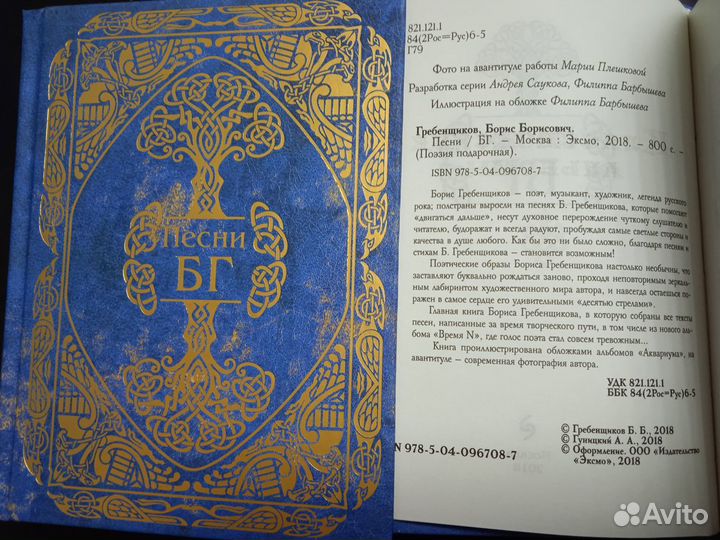 Песни
БГ
821.121.1
84(2Рос=Рус)6-5
Г79
Фото на авантитуле работы Марии Плешковой
Разработка серии Андрея Саукова, Филиппа Барбышева
Иллюстрация на обложке Филиппа Барбышева
Гребенщиков, Борис Борисович.
Песни / БГ. — Москва : Эксмо, 2018. – 800 с. –
(Поэзия подарочная).
ISBN 978-5-04-096708-7
Борис Гребенщиков – поэт, музыкант, художник, легенда русского
рока; полстраны выросли на песнях Б. Гребенщикова, которые помогают
«двигаться дальше», несут духовное перерождение чуткому слушателю и
читателю, будоражат и всегда радуют, пробуждая самые светлые стороны и
качества в душе любого. Как бы это ни было сложно, благодаря песням и
стихам Б. Гребенщикова – становится возможным!
Поэтические образы Бориса Гребенщикова настолько необычны, что
заставляют буквально рождаться заново, проходя неповторимым зеркаль-
ным лабиринтом художественного мира автора, и навсегда остаешься по-
ражен в самое сердце его удивительными «десятью стрелами».
Главная книга Бориса Гребенщикова, в которую собраны все тексты
песен, написанные за время творческого пути, в том числе из нового аль-
бома «Время N», где голос поэта стал совсем тревожным...
Книга проиллюстрирована обложками альбомов «Аквариума», на
авантитуле – современная фотография автора.
УДК 821.121.1
ББК 84(2Рос=Рус)6-5
© Гребенщиков Б. Б., 2018
© Гуницкий А. А., 2018
© Оформление. ООО «Издательство
«Эксмо», 2018
N 978-5-04-096708-7
2018
Avito